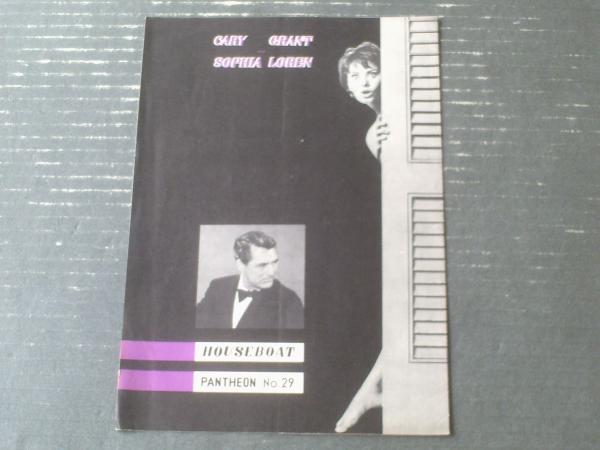 CARY GRANT
SOPHIA LOREN
HOUSEBOAT
PANTHEON No.29